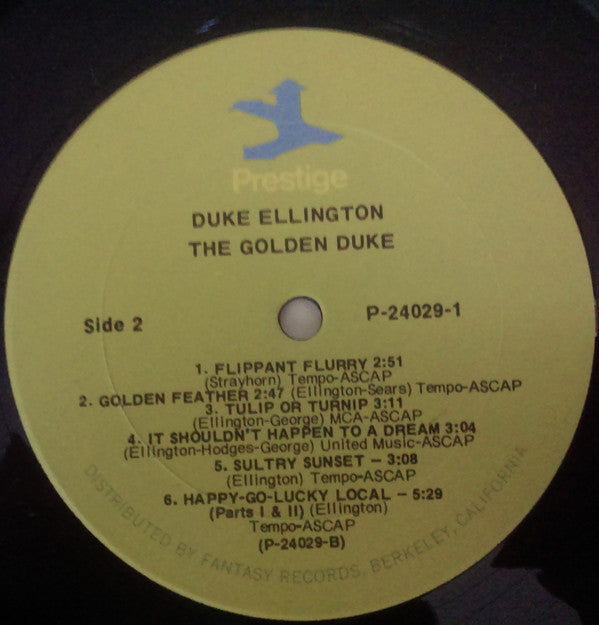 Prestige
DUKE ELLINGTON
THE GOLDEN DUKE
Side 2
P-24029-1
1. FLIPPANT FLURRY 2:51
(Strayhorn) Tempo-ASCAP
2. GOLDEN FEATHER 2:47 (Ellington-Sears) Tempo-ASCAP
3. TULIP OR TURNIP 3:11
(Ellington-George) MCA-ASCAP
4. IT SHOULDN'T HAPPEN TO A DREAM 3:04
(Ellington-Hodges-George) United Music-ASCAP
5. SULTRY SUNSET – 3:08
(Ellington) Tempo-ASCAP
6. HAPPY-GO-LUCKY LOCAL – 5:29
(Parts I & II) (Ellington)
Tempo-ASCAP
(P-24029-B)
DISTRIBUTED BY FANTASY RECORDS, BERKELEY, CALIFORNIA